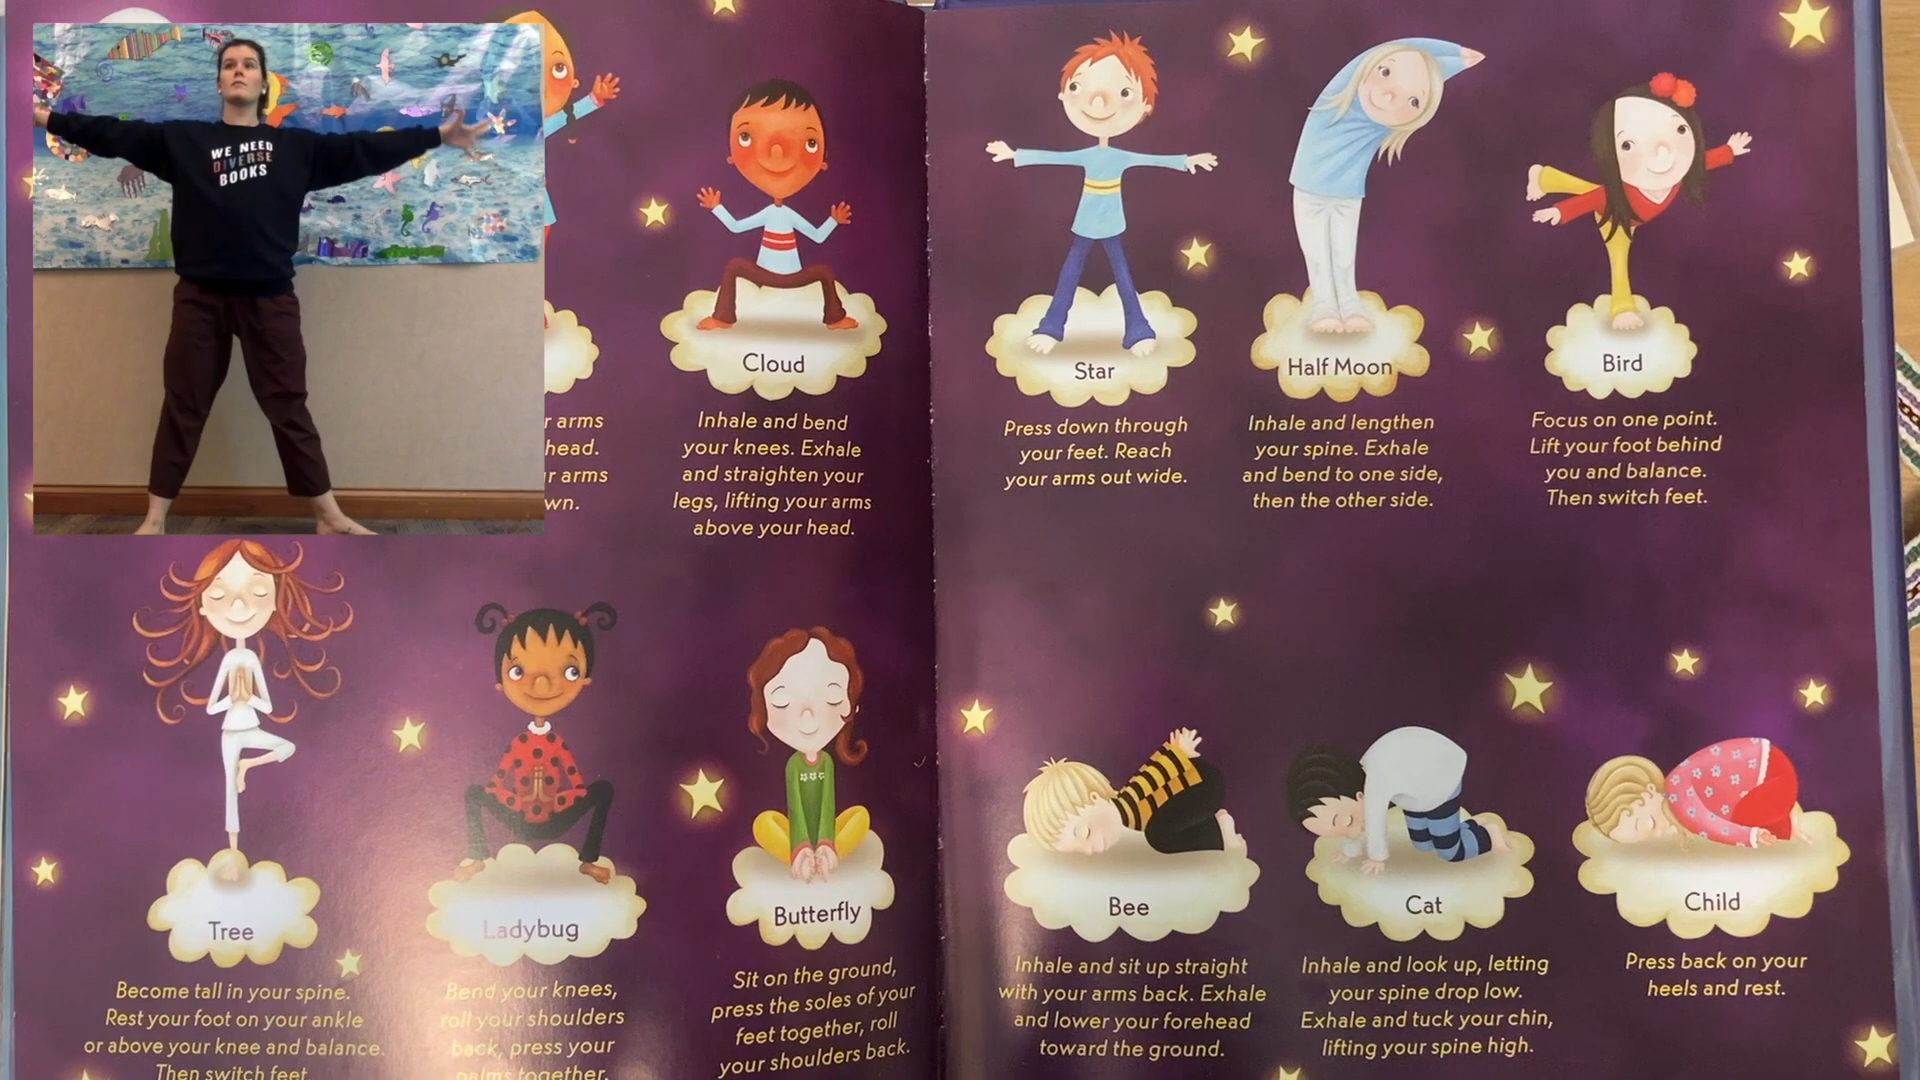 WE NEED
DIVERSE
BOOKS
r arms
head.
r arms
wn.
Cloud
Inhale and bend
your knees. Exhale
and straighten your
legs, lifting your arms
above your head.
Star
Press down through
your feet. Reach
your arms out wide.
Half Moon
Inhale and lengthen
your spine. Exhale
and bend to one side,
then the other side.
Bird
Focus on one point.
Lift your foot behind
you and balance.
Then switch feet.
Tree
Become tall in your spine.
Rest your foot on your ankle
or above your knee and balance.
Then switch feet
Ladybug
Bend your knees,
roll your shoulders
back, press your
palms together.
Butterfly
Sit on the ground,
press the soles of your
feet together, roll
your shoulders back.
Bee
Inhale and sit up straight
with your arms back. Exhale
and lower your forehead
toward the ground.
Cat
Inhale and look up, letting
your spine drop low.
Exhale and tuck your chin,
lifting your spine high.
Child
Press back on your
heels and rest.